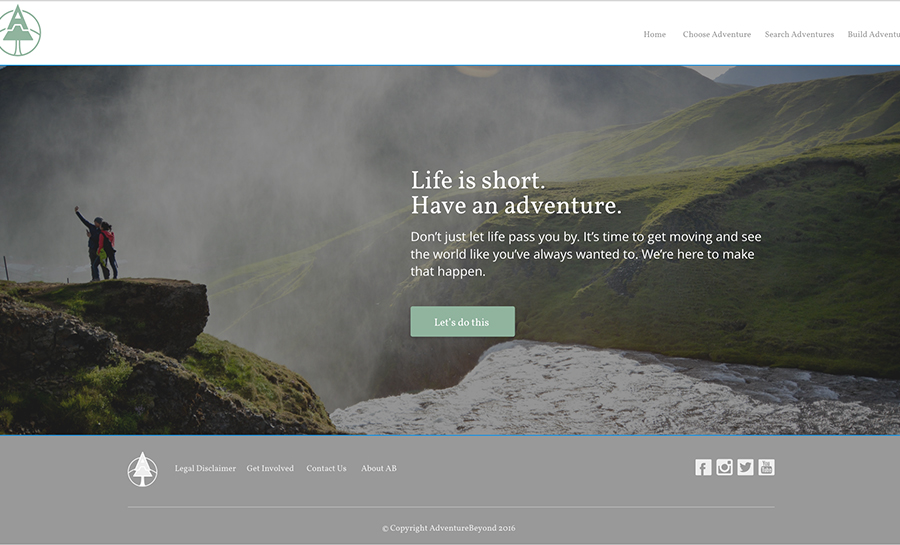 Home Choose Adventure Search Adventures Build Adventu
Life is short.
Have an adventure.
Don't just let life pass you by. It's time to get moving and see
the world like you've always wanted to. We're here to make
that happen.
Let's do this
Legal Disclaimer Get Involved Contact Us About AB
© Copyright AdventureBeyond 2016